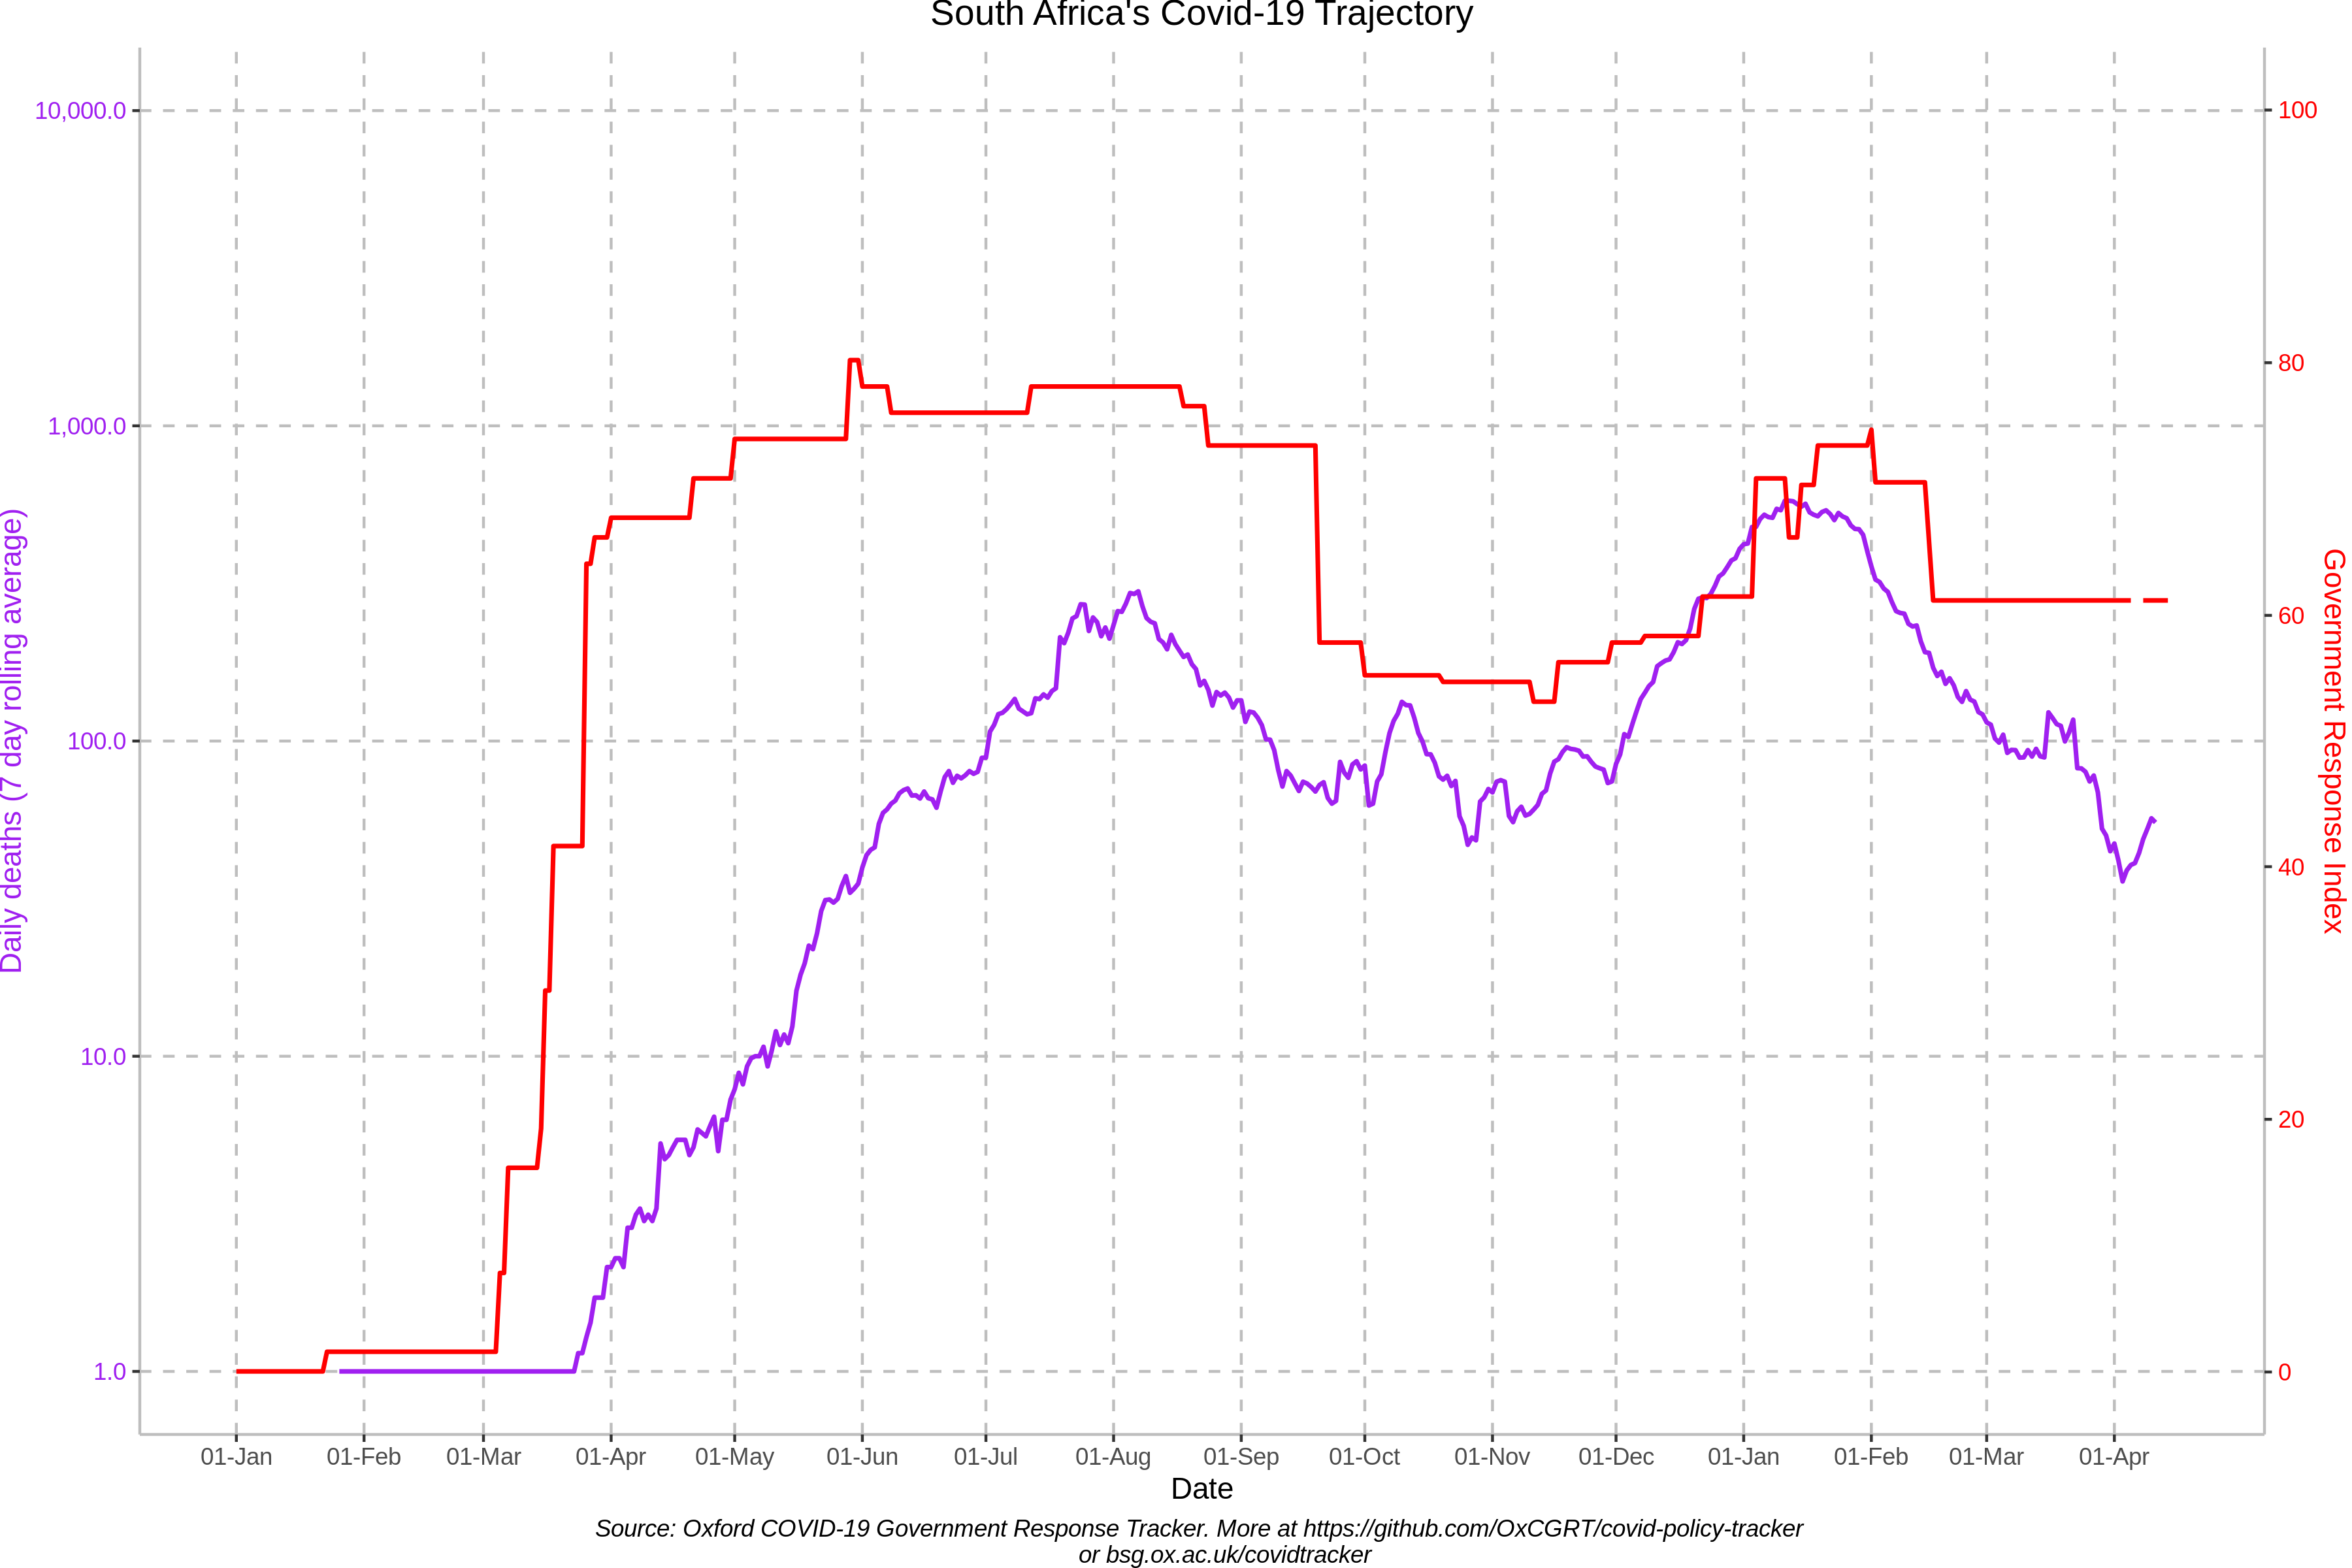 South Africa's Covid-19 Trajectory
10,000.0
1,000.0
100.0
10.0
1.0
Daily deaths (7 day rolling average)
100
80
60
40
20
0
Government Response Index
01-Jan 01-Feb 01-Mar 01-Apr 01-May 01-Jun 01-Jul 01-Aug 01-Sep 01-Oct 01-Nov 01-Dec 01-Jan 01-Feb 01-Mar 01-Apr
Date
Source: Oxford COVID-19 Government Response Tracker. More at https://github.com/OxCGRT/covid-policy-tracker
or bsg.ox.ac.uk/covidtracker